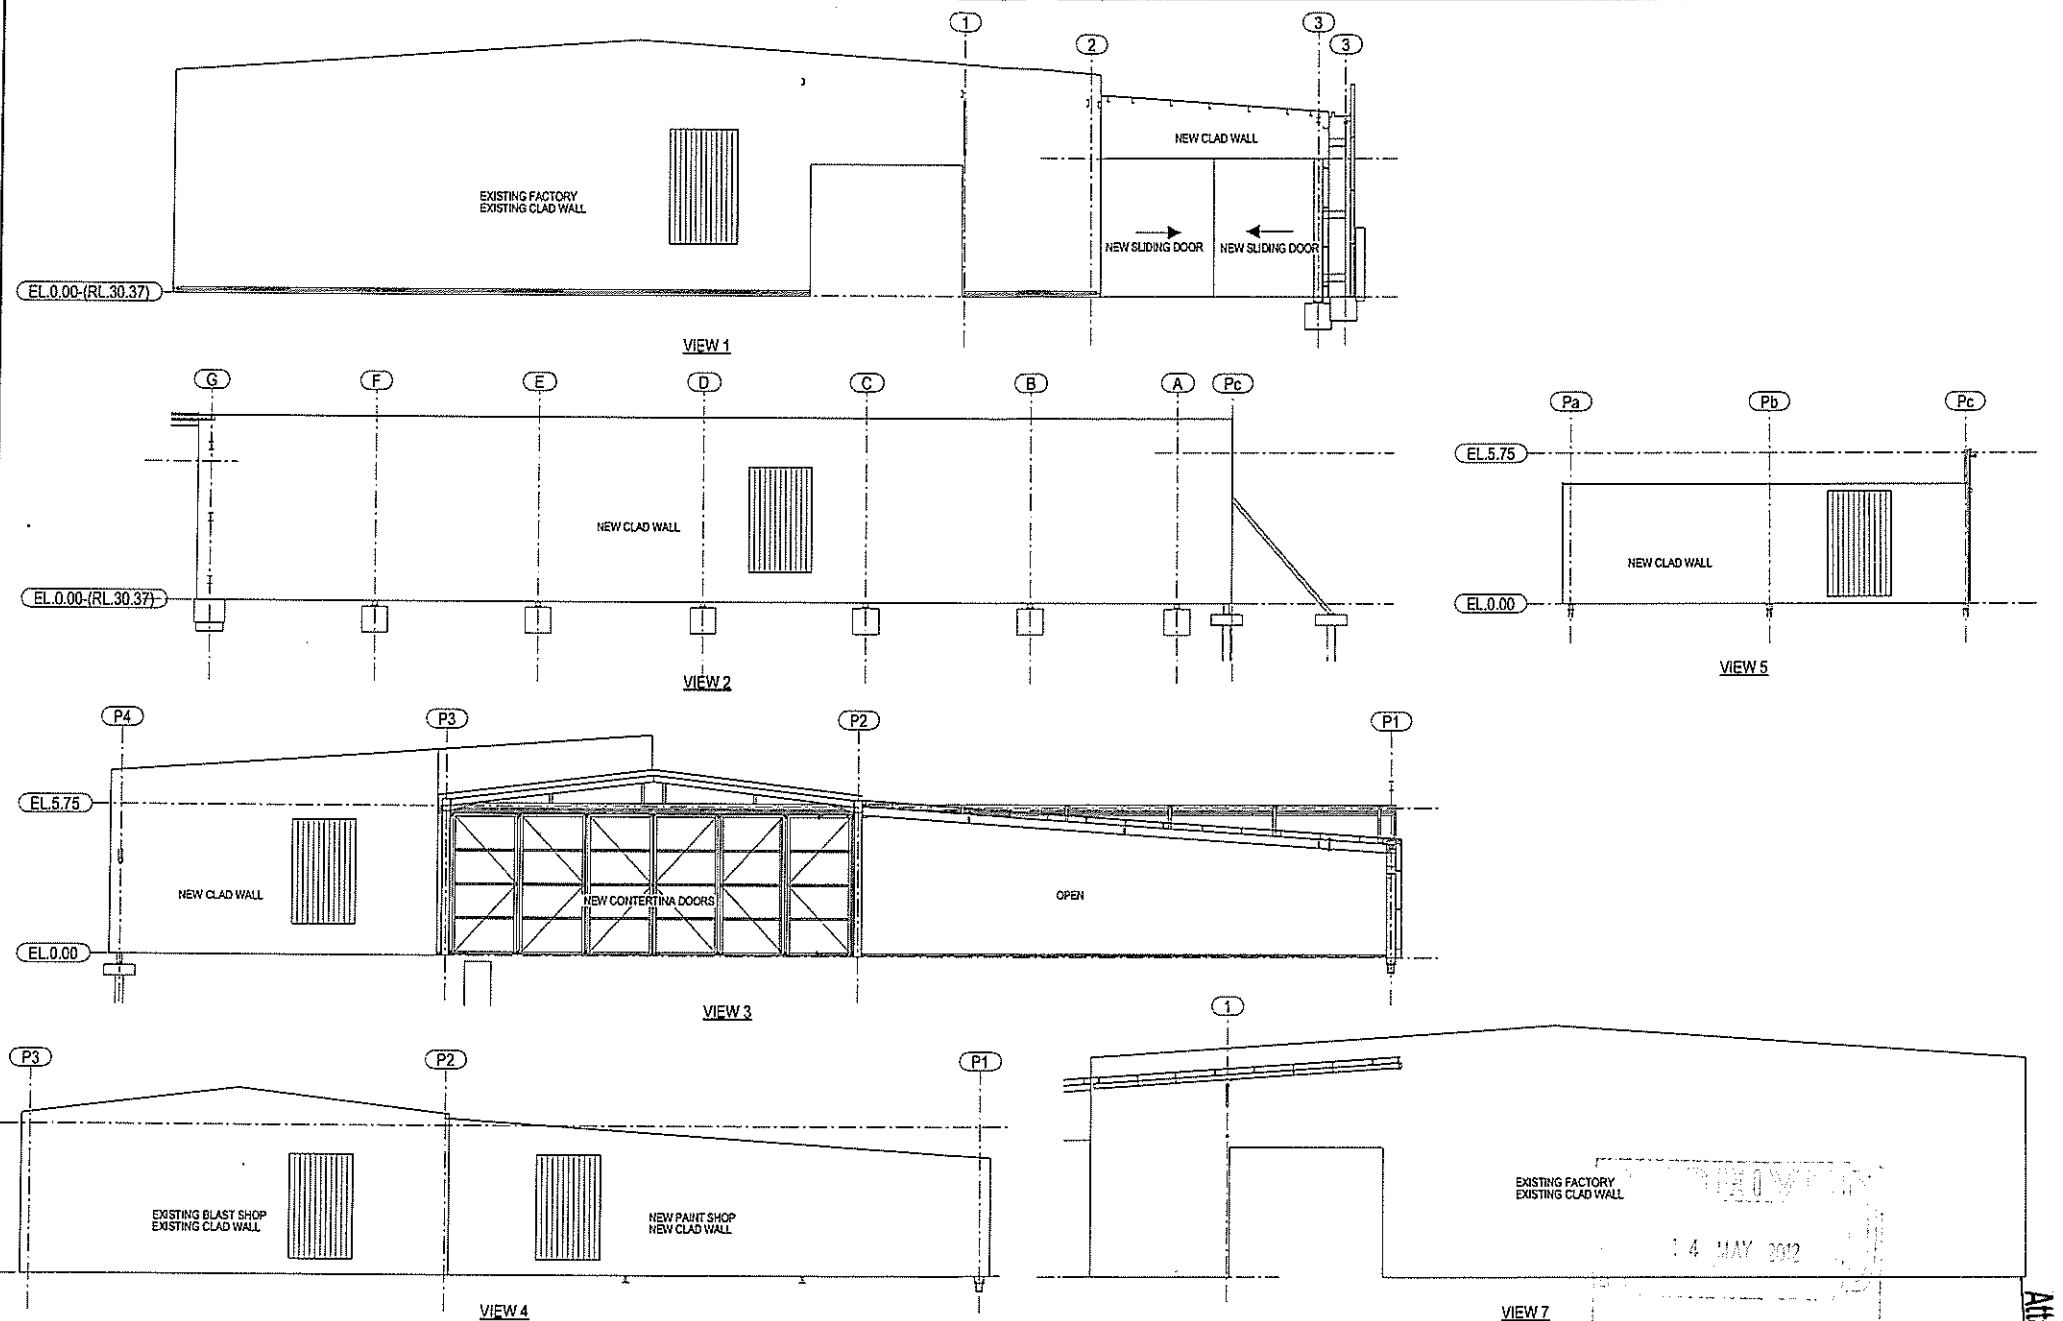 1
2
3
3
NEW CLAD WALL
EXISTING FACTORY
EXISTING CLAD WALL
NEW SLIDING DOOR
NEW SLIDING DOOR
EL.0.00-(RL.30.37)
VIEW 1
G
F
E
D
C
B
A
Pc
NEW CLAD WALL
EL.0.00-(RL.30.37)
VIEW 2
Pa
Pb
Pc
EL.5.75
NEW CLAD WALL
EL.0.00
VIEW 5
P4
P3
P2
P1
EL.5.75
NEW CLAD WALL
NEW CONTERTINA DOORS
OPEN
EL.0.00
VIEW 3
P3
P2
P1
EXISTING BLAST SHOP
EXISTING CLAD WALL
NEW PAINT SHOP
NEW CLAD WALL
VIEW 4
1
EXISTING FACTORY
EXISTING CLAD WALL
14 MAY 2012
VIEW 7